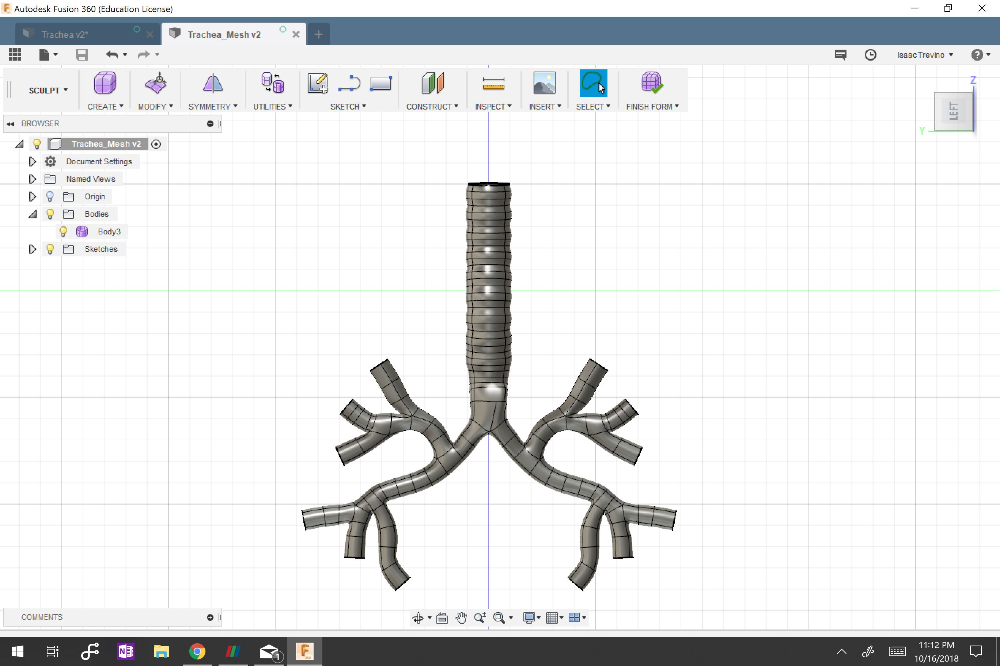 Autodesk Fusion 360 (Education License)
Trachea v2*
Trachea_Mesh v2
Isaac Trevino
SCULPT
CREATE
MODIFY
SYMMETRY
UTILITIES
SKETCH
CONSTRUCT
INSPECT
INSERT
SELECT
FINISH FORM
Z
LEFT
Y
BROWSER
Trachea_Mesh v2
Document Settings
Named Views
Origin
Bodies
Body3
Sketches
COMMENTS
N
F
360
1
11:12 PM
10/16/2018